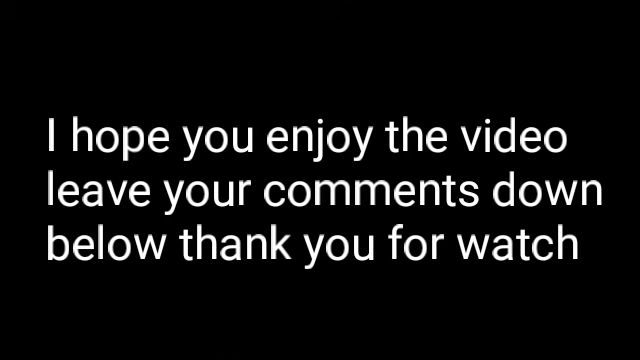 I hope you enjoy the video
leave your comments down
below thank you for watch